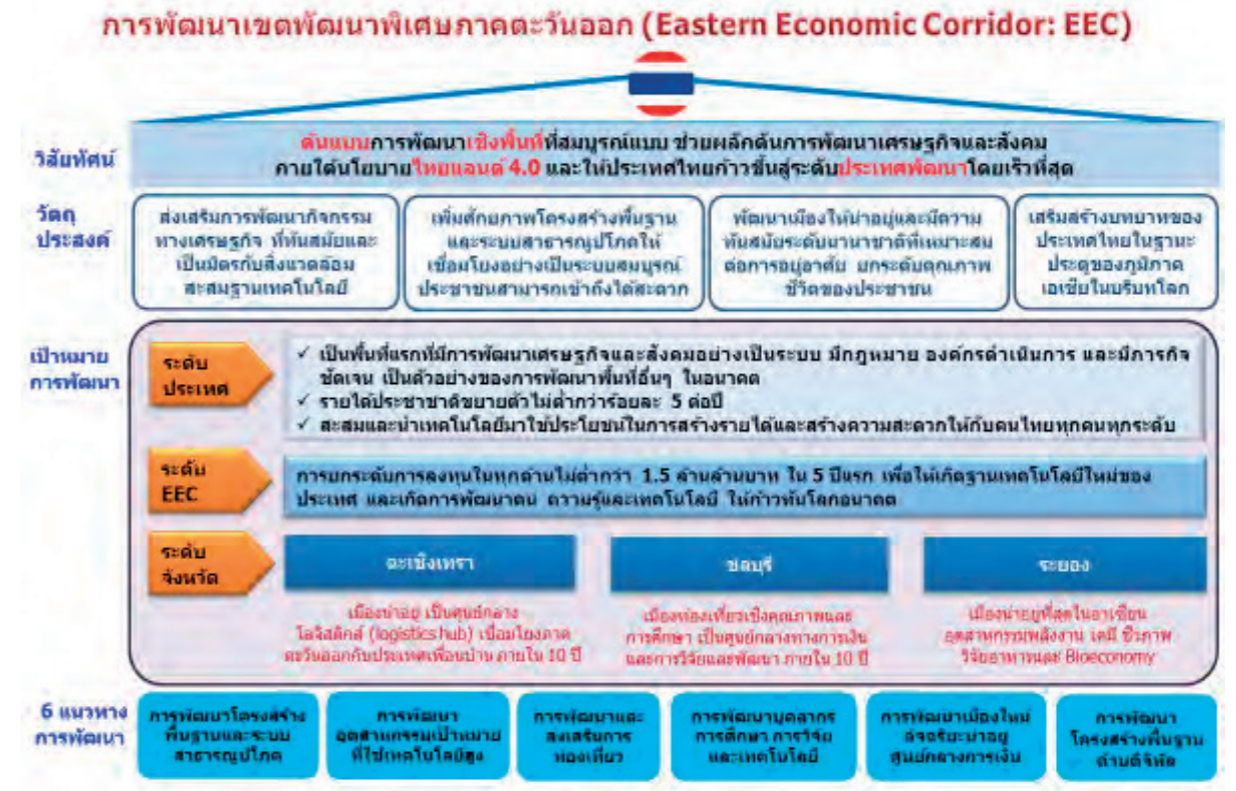 การพัฒนาเขตพัฒนาพิเศษภาคตะวันออก (Eastern Economic Corridor: EEC)
วิสัยทัศน์
ต้นแบบการพัฒนาเชิงพื้นที่ที่สมบูรณ์แบบ ช่วยผลักดันการพัฒนาเศรษฐกิจและสังคม
ภายใต้นโยบายไทยแลนด์ 4.0 และให้ประเทศไทยก้าวขึ้นสู่ระดับประเทศพัฒนาโดยเร็วที่สุด
วัตถุ
ประสงค์
ส่งเสริมการพัฒนากิจกรรม
ทางเศรษฐกิจ ที่ทันสมัยและ
เป็นมิตรกับสิ่งแวดล้อม
สะสมฐานเทคโนโลยี
เพิ่มศักยภาพโครงสร้างพื้นฐาน
และระบบสาธารณูปโภคให้
เชื่อมโยงอย่างเป็นระบบสมบูรณ์
ประชาชนสามารถเข้าถึงได้สะดวก
พัฒนาเมืองให้น่าอยู่และมีความ
ทันสมัยระดับนานาชาติที่เหมาะสม
ต่อการอยู่อาศัย ยกระดับคุณภาพ
ชีวิตของประชาชน
เสริมสร้างบทบาทของ
ประเทศไทยในฐานะ
ประตูของภูมิภาค
เอเชียในบริบทโลก
เป้าหมาย
การพัฒนา
ระดับ
ประเทศ
✓ เป็นพื้นที่แรกที่มีการพัฒนาเศรษฐกิจและสังคมอย่างเป็นระบบ มีกฎหมาย องค์กรดำเนินการ และมีภารกิจ
ชัดเจน เป็นตัวอย่างของการพัฒนาพื้นที่อื่นๆ ในอนาคต
✓ รายได้ประชาชาติขยายตัวไม่ต่ำกว่าร้อยละ 5 ต่อปี
✓ สะสมและนำเทคโนโลยีมาใช้ประโยชน์ในการสร้างรายได้และสร้างความสะดวกให้กับคนไทยทุกคนทุกระดับ
ระดับ
EEC
การยกระดับการลงทุนในทุกด้านไม่ต่ำกว่า 1.5 ล้านล้านบาท ใน 5 ปีแรก เพื่อให้เกิดฐานเทคโนโลยีใหม่ของ
ประเทศ และเกิดการพัฒนาคน ความรู้และเทคโนโลยี ให้ก้าวทันโลกอนาคต
ระดับ
จังหวัด
ฉะเชิงเทรา
เมืองน่าอยู่ เป็นศูนย์กลาง
โลจิสติกส์ (logistics hub) เชื่อมโยงภาค
ตะวันออกกับประเทศเพื่อนบ้าน ภายใน 10 ปี
ชลบุรี
เมืองท่องเที่ยวเชิงคุณภาพและ
การศึกษา เป็นศูนย์กลางทางการเงิน
และการวิจัยและพัฒนา ภายใน 10 ปี
ระยอง
เมืองน่าอยู่ที่สุดในอาเซียน
อุตสาหกรรมพลังงาน เคมี ชีวภาพ
วิจัยอาหารและ Bioeconomy
6 แนวทาง
การพัฒนา
การพัฒนาโครงสร้าง
พื้นฐานและระบบ
สาธารณูปโภค
การพัฒนา
อุตสาหกรรมเป้าหมาย
ที่ใช้เทคโนโลยีสูง
การพัฒนาและ
ส่งเสริมการ
ท่องเที่ยว
การพัฒนาบุคลากร
การศึกษา การวิจัย
และเทคโนโลยี
การพัฒนาเมืองใหม่
อัจฉริยะน่าอยู่
ศูนย์กลางการเงิน
การพัฒนา
โครงสร้างพื้นฐาน
ด้านดิจิทัล